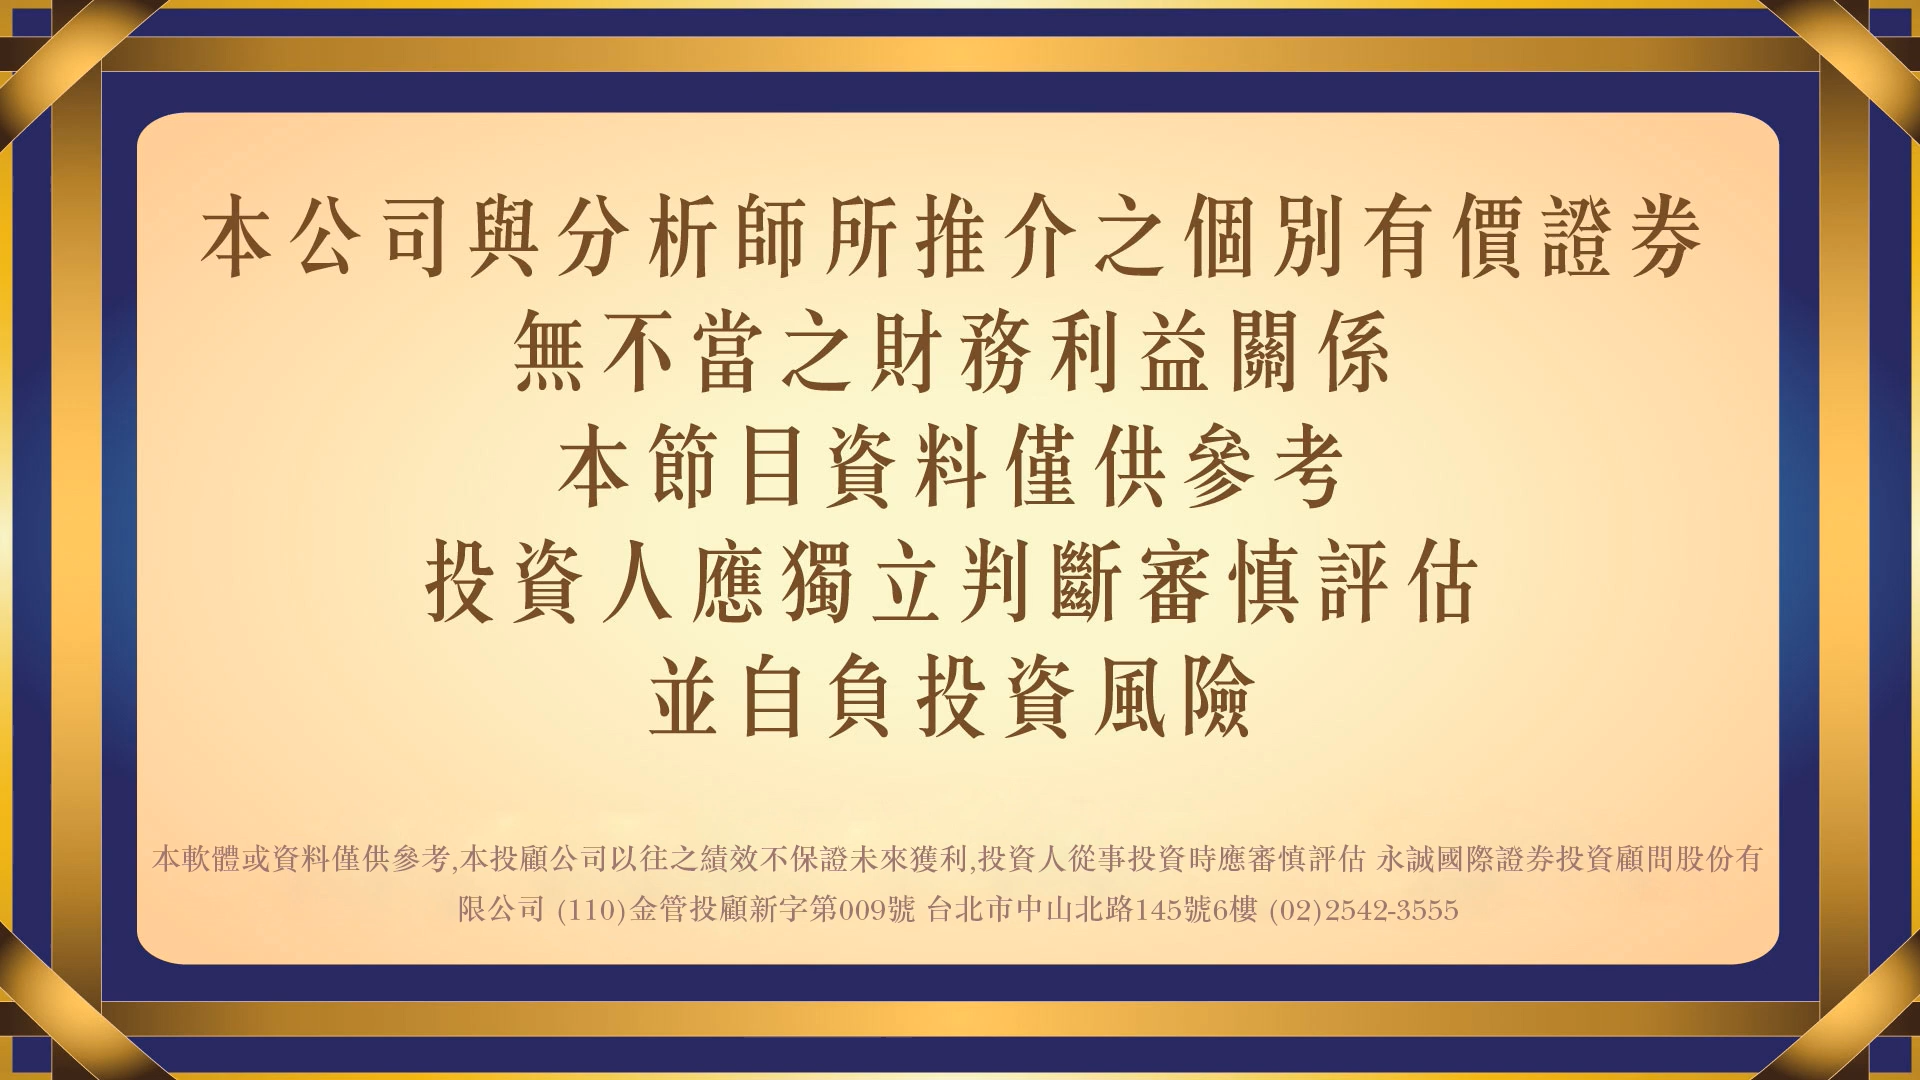 本公司與分析師所推介之個別有價證券
無不當之財務利益關係
本節目資料僅供參考
投資人應獨立判斷審慎評估
並自負投資風險
本軟體或資料僅供參考,本投顧公司以往之績效不保證未來獲利,投資人從事投資時應審慎評估 永誠國際證券投資顧問股份有
限公司 (110)金管投顧新字第009號 台北市中山北路145號6樓 (02)2542-3555